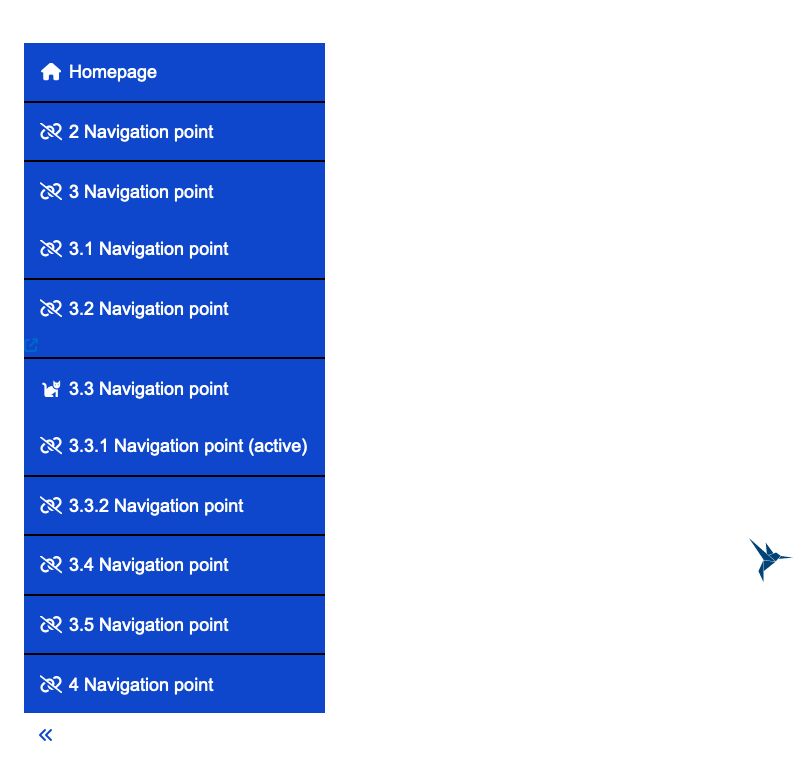 Homepage
2 Navigation point
3 Navigation point
3.1 Navigation point
3.2 Navigation point
3.3 Navigation point
3.3.1 Navigation point (active)
3.3.2 Navigation point
3.4 Navigation point
3.5 Navigation point
4 Navigation point